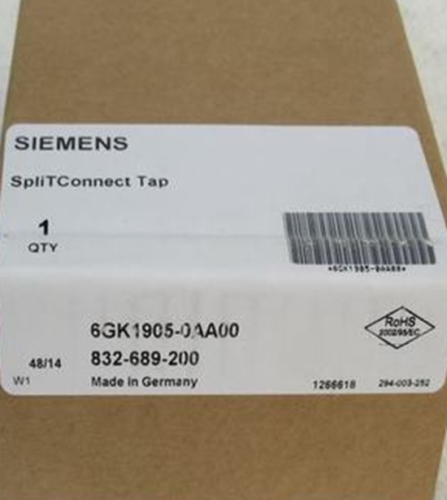 SIEMENS
SpliTConnect Tap
1
QTY
*6GK1905-0AA00*
6GK1905-0AA00
RoHS
2002/95/EC
832-689-200
48/14
W1
Made in Germany
1266618
294-003-252